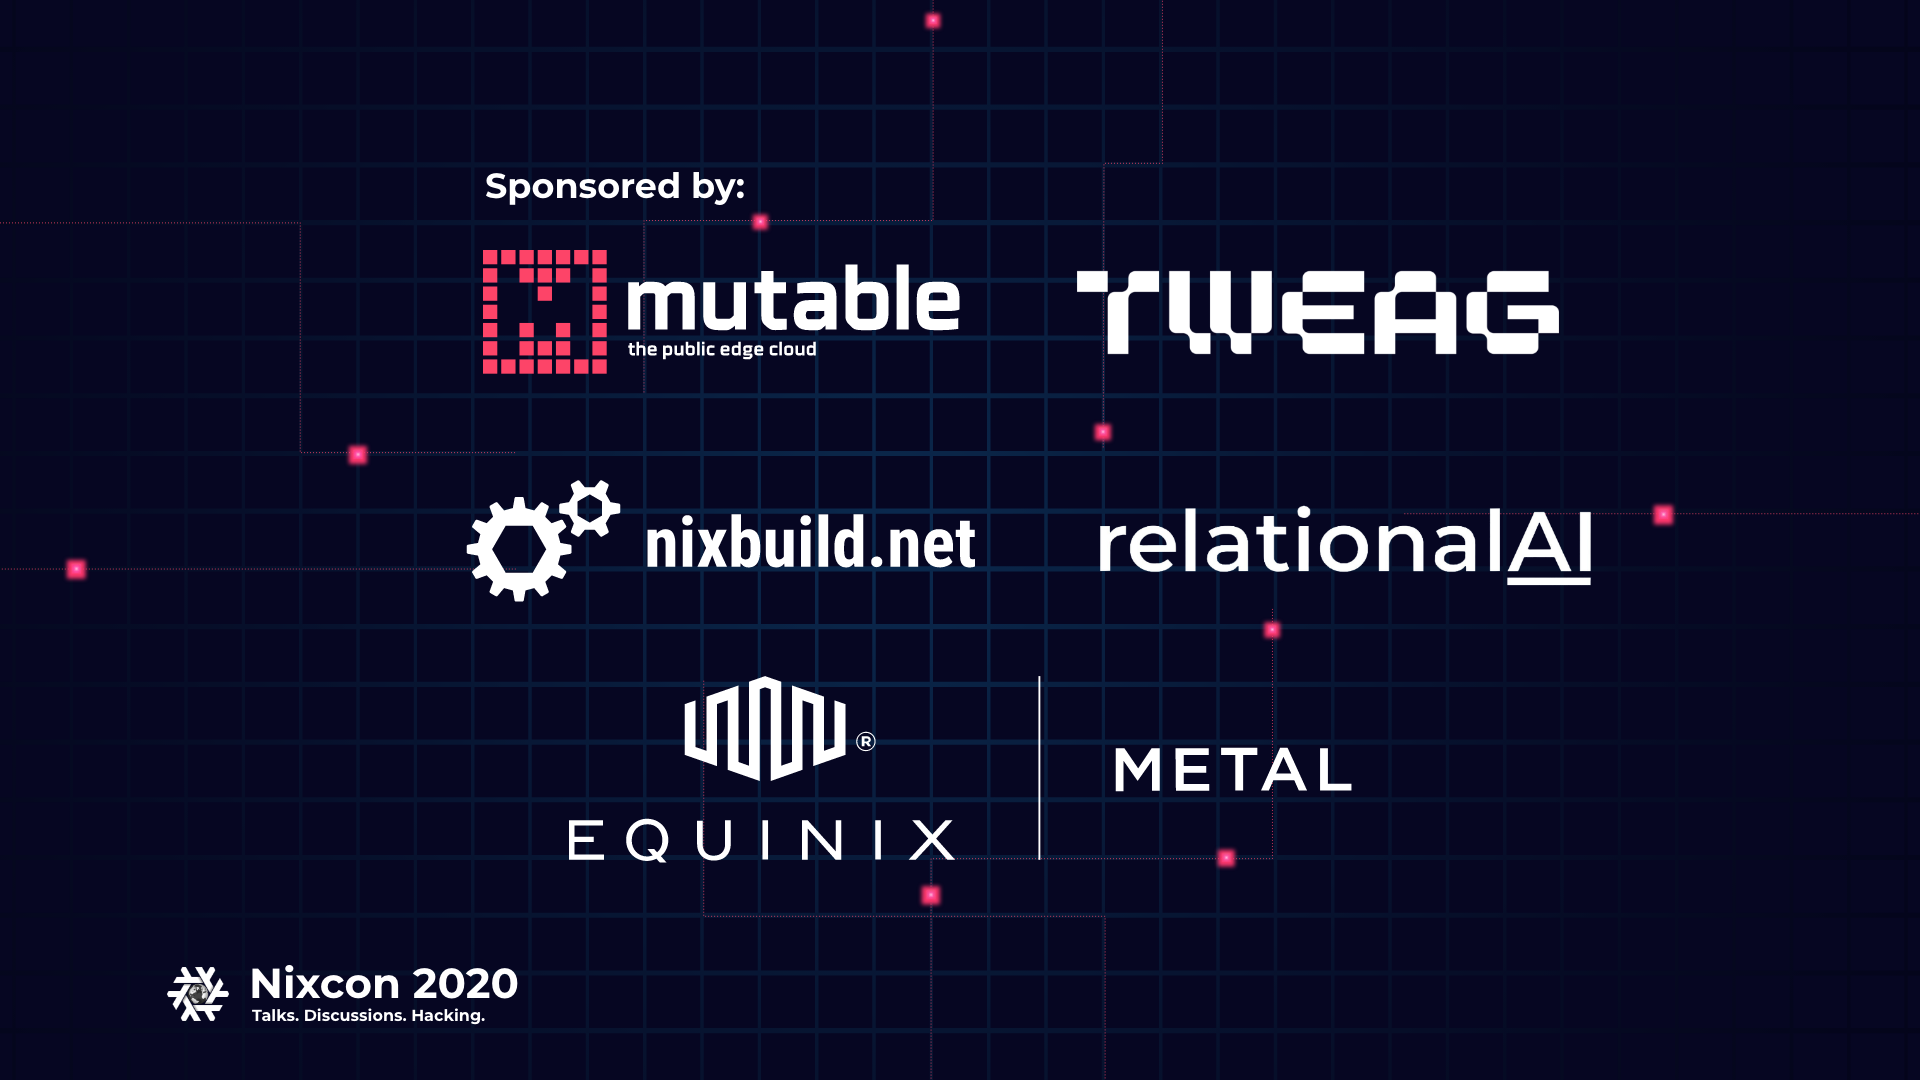 Sponsored by:
mutable
the public edge cloud
TWEAG
nixbuild.net
relationalAI
®
EQUINIX
METAL
Nixcon 2020
Talks. Discussions. Hacking.